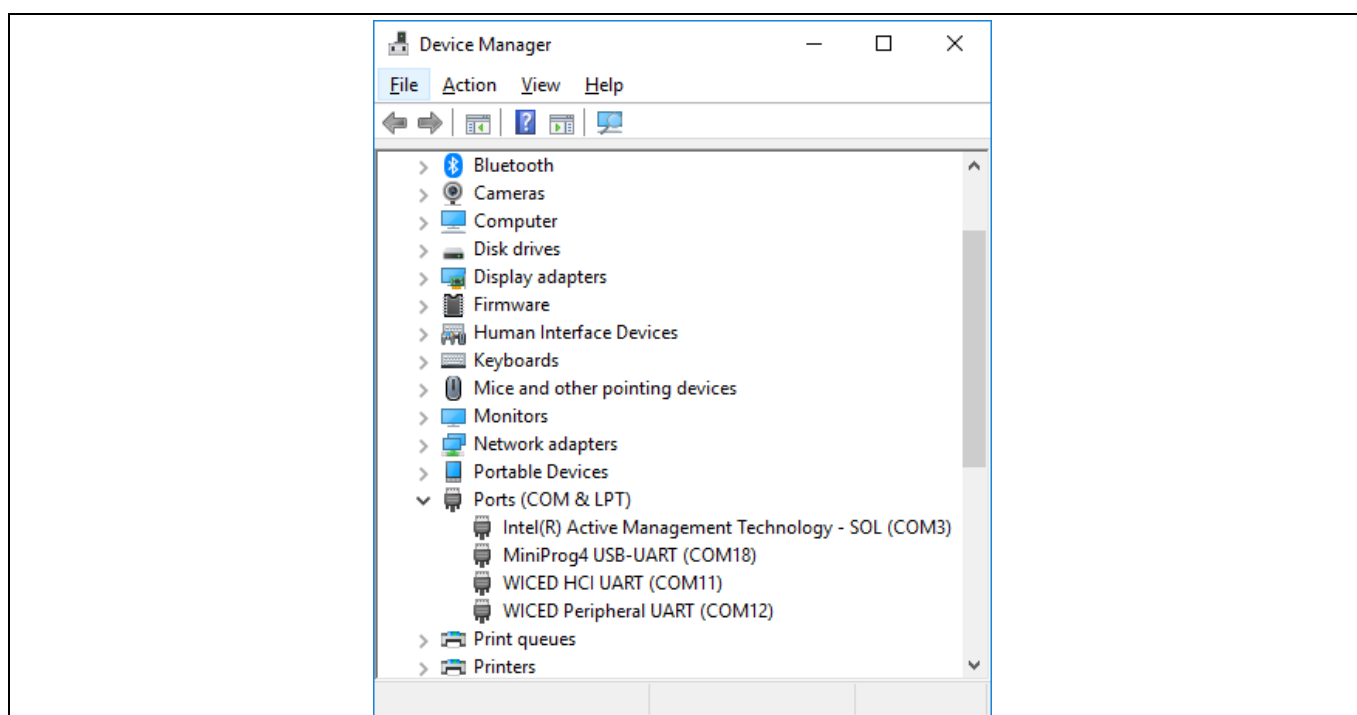 Device Manager
File Action View Help
Bluetooth
Cameras
Computer
Disk drives
Display adapters
Firmware
Human Interface Devices
Keyboards
Mice and other pointing devices
Monitors
Network adapters
Portable Devices
Ports (COM & LPT)
Intel(R) Active Management Technology - SOL (COM3)
MiniProg4 USB-UART (COM18)
WICED HCI UART (COM11)
WICED Peripheral UART (COM12)
Print queues
Printers